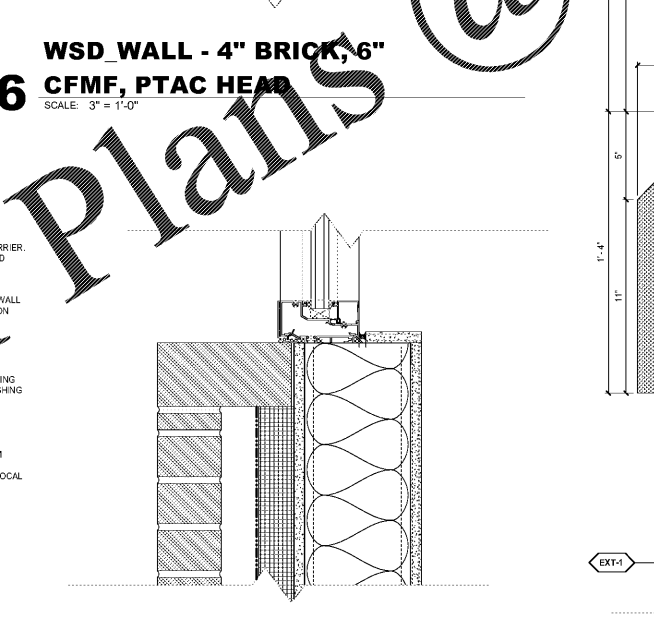 WSD_WALL - 4" BRICK, 6"
CFMF, PTAC HEAD
6
SCALE: 3" = 1'-0"
Plans @
RRIER.
D
WALL
ON
ING
SHING
M
OCAL
5"
1'- 4"
11"
EXT-1